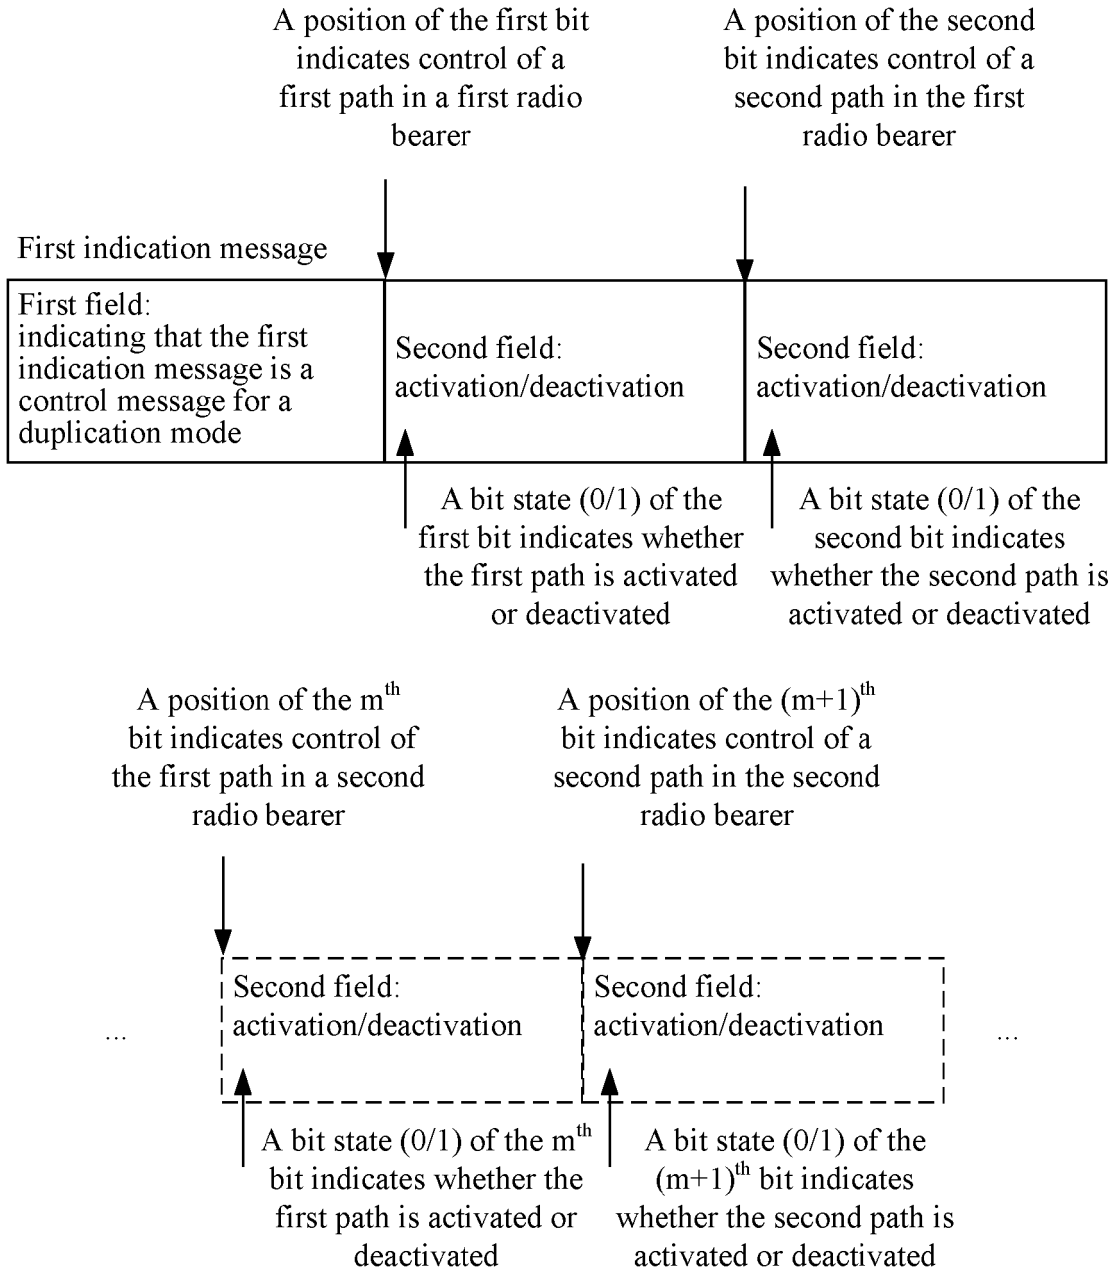 A position of the first bit
indicates control of a
first path in a first radio
bearer
A position of the second
bit indicates control of a
second path in the first
radio bearer
First indication message
First field:
indicating that the first
indication message is a
control message for a
duplication mode
Second field:
activation/deactivation
Second field:
activation/deactivation
A bit state (0/1) of the
first bit indicates whether
the first path is activated
or deactivated
A bit state (0/1) of the
second bit indicates
whether the second path is
activated or deactivated
A position of the m^th
bit indicates control of
the first path in a second
radio bearer
A position of the (m+1)^th
bit indicates control of a
second path in the second
radio bearer
...
Second field:
activation/deactivation
Second field:
activation/deactivation
...
A bit state (0/1) of the m^th
bit indicates whether the
first path is activated or
deactivated
A bit state (0/1) of the
(m+1)^th bit indicates
whether the second path is
activated or deactivated